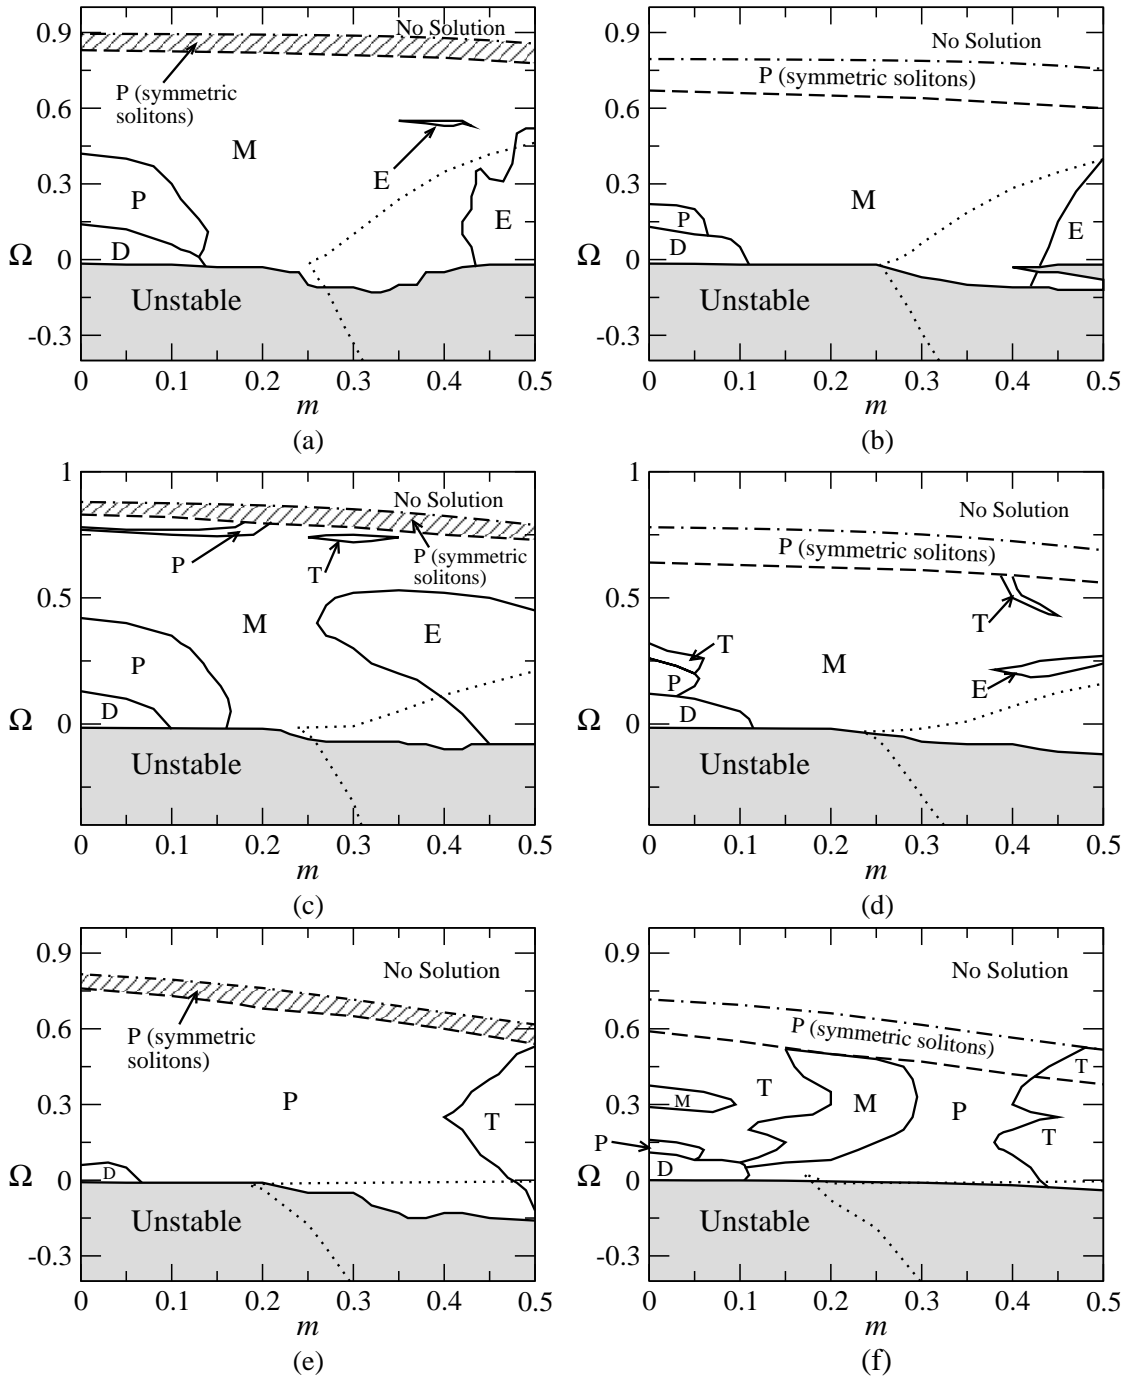 0.9
0.6
0.3
0
-0.3
Ω
No Solution
P (symmetric
solitons)
M
E
P
D
E
Unstable
0 0.1 0.2 0.3 0.4 0.5
m
(a)
0.9
0.6
0.3
0
-0.3
Ω
No Solution
P (symmetric solitons)
M
P
D
E
Unstable
0 0.1 0.2 0.3 0.4 0.5
m
(b)
1
0.5
0
Ω
No Solution
P
T
P (symmetric
solitons)
M
E
P
D
Unstable
0 0.1 0.2 0.3 0.4 0.5
m
(c)
1
0.5
0
Ω
No Solution
P (symmetric solitons)
T
T
M
P
E
D
Unstable
0 0.1 0.2 0.3 0.4 0.5
m
(d)
0.9
0.6
0.3
0
-0.3
Ω
No Solution
P (symmetric
solitons)
P
T
D
Unstable
0 0.1 0.2 0.3 0.4 0.5
m
(e)
0.9
0.6
0.3
0
-0.3
Ω
No Solution
P (symmetric solitons)
T
T
M
M
P
P
T
D
Unstable
0 0.1 0.2 0.3 0.4 0.5
m
(f)